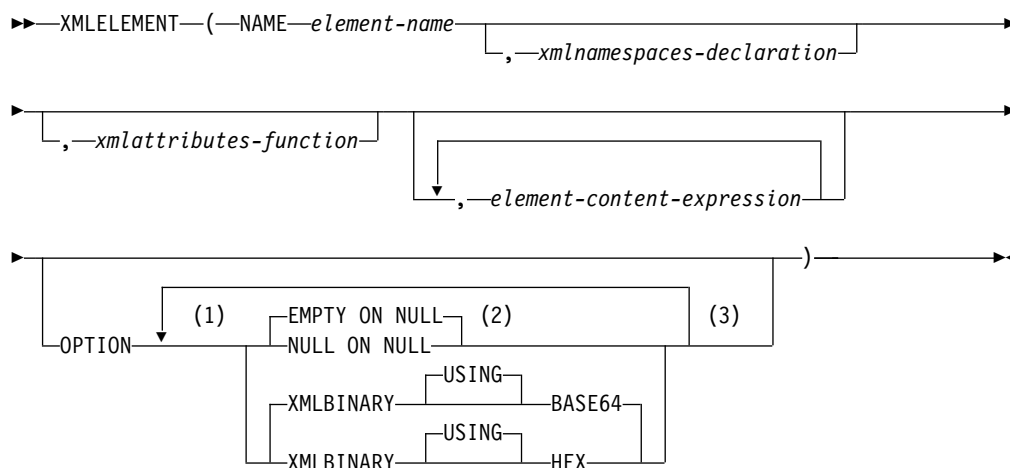 XMLELEMENT ( NAME element-name
, xmlnamespaces-declaration
, xmlattributes-function
, element-content-expression
)
(1) EMPTY ON NULL (2) (3)
OPTION NULL ON NULL
USING
XMLBINARY BASE64
USING
XMLBINARY HEX